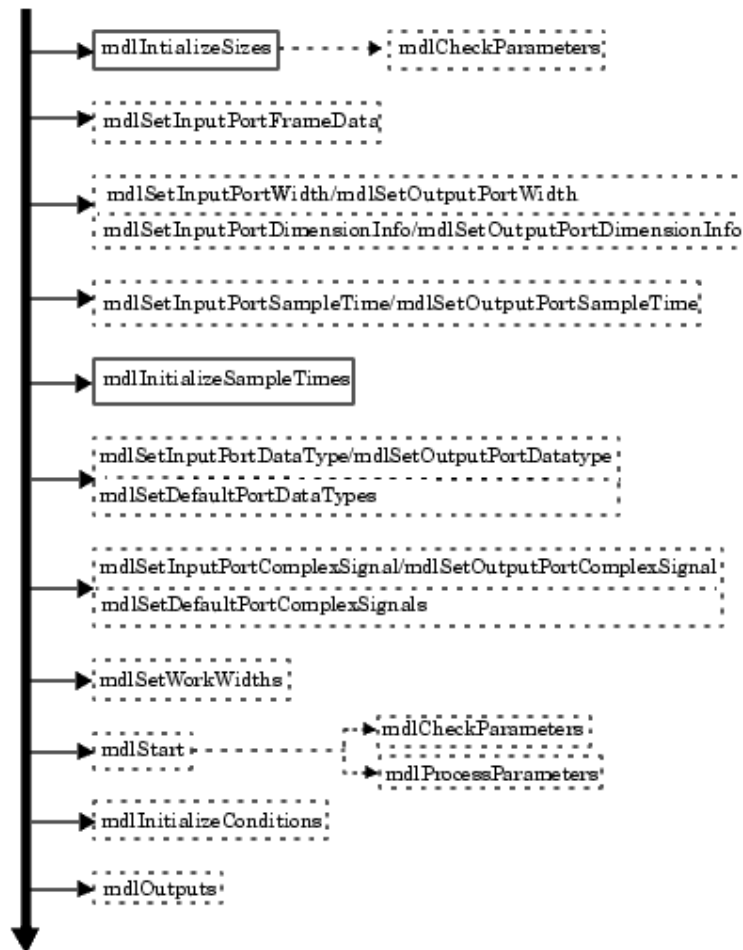 mdlIntializeSizes
mdlCheckParameters
mdlSetInputPortFrameData
mdlSetInputPortWidth/mdlSetOutputPortWidth
mdlSetInputPortDimensionInfo/mdlSetOutputPortDimensionInfo
mdlSetInputPortSampleTime/mdlSetOutputPortSampleTime
mdlInitializeSampleTimes
mdlSetInputPortDataType/mdlSetOutputPortDatatype
mdlSetDefaultPortDataTypes
mdlSetInputPortComplexSignal/mdlSetOutputPortComplexSignal
mdlSetDefaultPortComplexSignals
mdlSetWorkWidths
mdlStart
mdlCheckParameters
mdlProcessParameters
mdlInitializeConditions
mdlOutputs